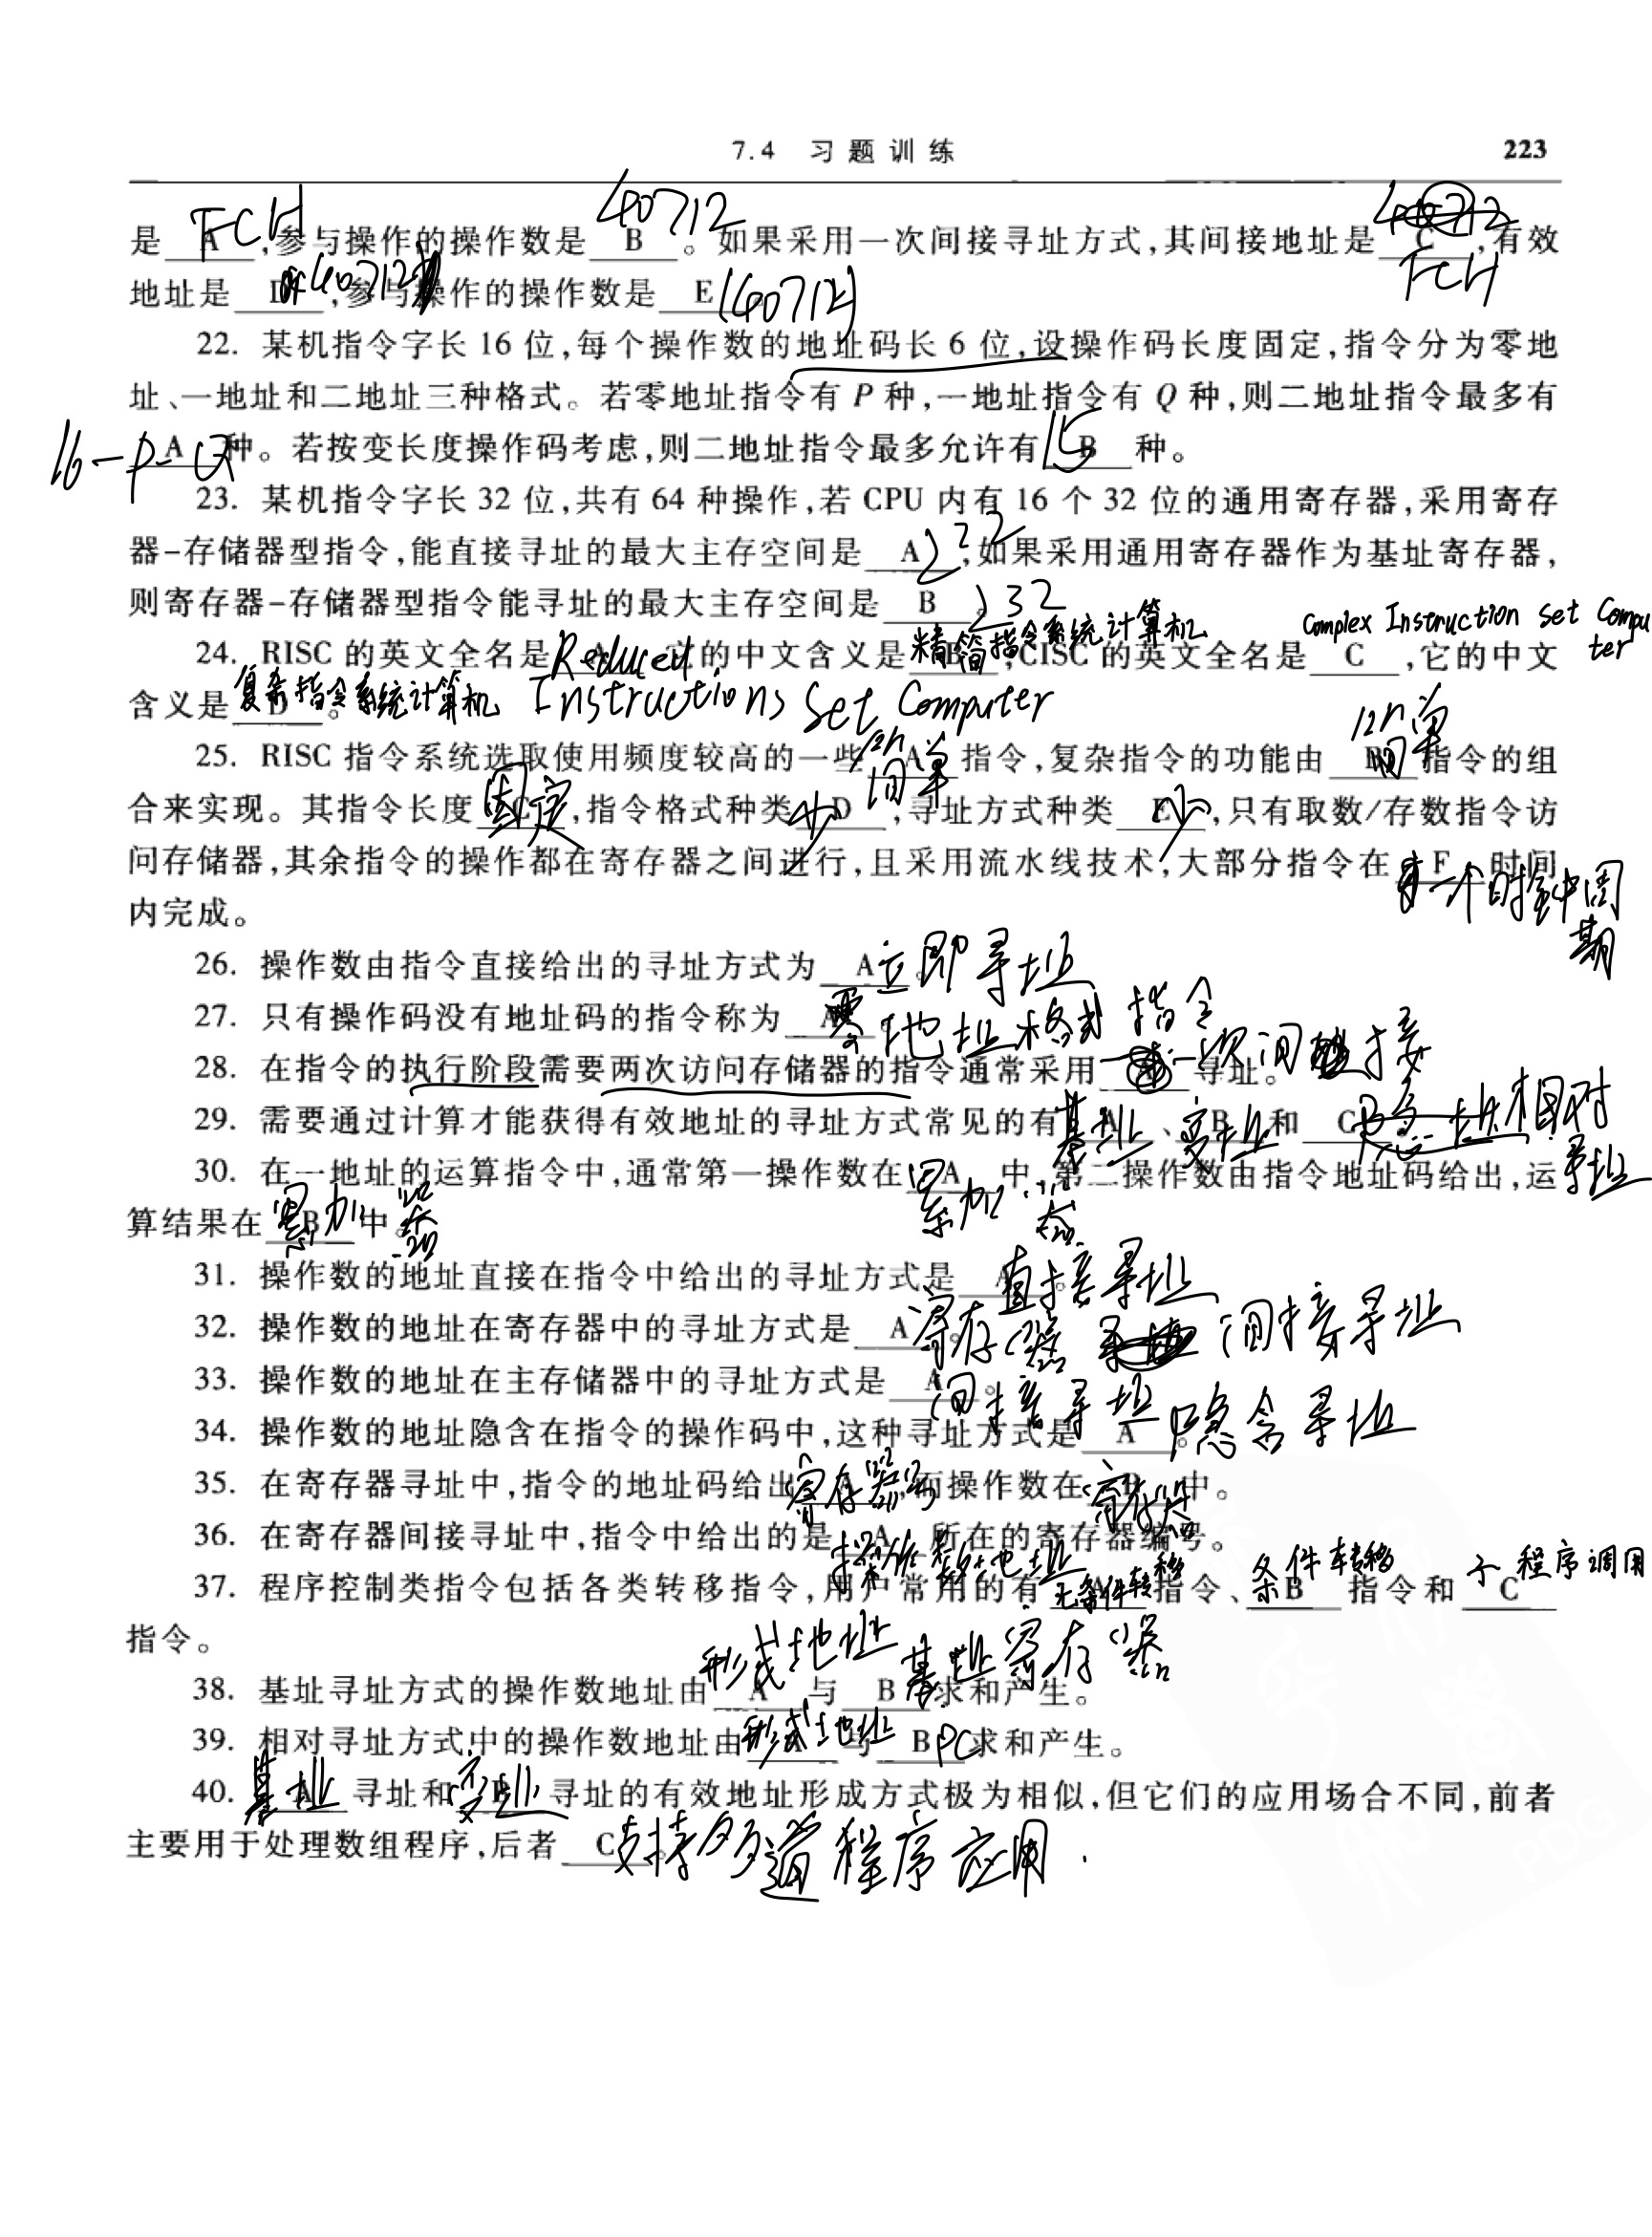 7.4 习题训练 223
FCH 40712 40712
是 A ,参与操作的操作数是 B 。如果采用一次间接寻址方式,其间接地址是 C ,有效
40712 (40712) FCH
地址是 D ,参与操作的操作数是 E
22. 某机指令字长 16 位,每个操作数的地址码长 6 位,设操作码长度固定,指令分为零地
址、一地址和二地址三种格式。若零地址指令有 P 种,一地址指令有 Q 种,则二地址指令最多有
16-P-Q 15
A 种。若按变长度操作码考虑,则二地址指令最多允许有 B 种。
23. 某机指令字长 32 位,共有 64 种操作,若 CPU 内有 16 个 32 位的通用寄存器,采用寄存
2 22
器-存储器型指令,能直接寻址的最大主存空间是 A ,如果采用通用寄存器作为基址寄存器,
2 32
则寄存器-存储器型指令能寻址的最大主存空间是 B 。
Reduced 精简指令系统计算机 Complex Instruction Set Computer
24. RISC 的英文全名是 A ,它的中文含义是 B ,CISC 的英文全名是 C ,它的中文
复杂指令系统计算机 Instructions Set Computer
含义是 D 。
简单 简单
25. RISC 指令系统选取使用频度较高的一些 A 指令,复杂指令的功能由 B 指令的组
固定 少 少
合来实现。其指令长度 C ,指令格式种类 D ,寻址方式种类 E ,只有取数/存数指令访
问存储器,其余指令的操作都在寄存器之间进行,且采用流水线技术,大部分指令在 F 时间
一个时钟周期
内完成。
立即寻址
26. 操作数由指令直接给出的寻址方式为 A 。
零地址格式指令
27. 只有操作码没有地址码的指令称为 A 。
一次间接
28. 在指令的执行阶段需要两次访问存储器的指令通常采用 A 寻址。
基址 变址 相对寻址
29. 需要通过计算才能获得有效地址的寻址方式常见的有 A 、 B 和 C 。
累加器
30. 在一地址的运算指令中,通常第一操作数在 A 中,第二操作数由指令地址码给出,运
累加器
算结果在 B 中。
直接寻址
31. 操作数的地址直接在指令中给出的寻址方式是 A 。
寄存器 间接寻址
32. 操作数的地址在寄存器中的寻址方式是 A 。
间接寻址
33. 操作数的地址在主存储器中的寻址方式是 A 。
隐含寻址
34. 操作数的地址隐含在指令的操作码中,这种寻址方式是 A 。
寄存器号 寄存器
35. 在寄存器寻址中,指令的地址码给出 A ,而操作数在 B 中。
操作数地址
36. 在寄存器间接寻址中,指令中给出的是 A 所在的寄存器编号。
无条件转移 条件转移 子程序调用
37. 程序控制类指令包括各类转移指令,用户常用的有 A 指令、 B 指令和 C
指令。
形式地址 基址寄存器
38. 基址寻址方式的操作数地址由 A 与 B 求和产生。
形式地址 PC
39. 相对寻址方式中的操作数地址由 A 与 B 求和产生。
基址 变址
40. A 寻址和 B 寻址的有效地址形成方式极为相似,但它们的应用场合不同,前者
支持多道程序应用.
主要用于处理数组程序,后者 C 。
PDG